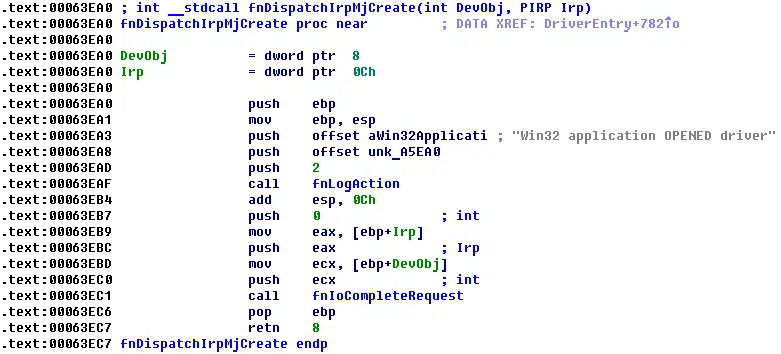 .text:00063EA0 ; int __stdcall fnDispatchIrpMjCreate(int DevObj, PIRP Irp)
.text:00063EA0 fnDispatchIrpMjCreate proc near ; DATA XREF: DriverEntry+782↑o
.text:00063EA0
.text:00063EA0 DevObj = dword ptr 8
.text:00063EA0 Irp = dword ptr 0Ch
.text:00063EA0
.text:00063EA0 push ebp
.text:00063EA1 mov ebp, esp
.text:00063EA3 push offset aWin32Applicati ; "Win32 application OPENED driver"
.text:00063EA8 push offset unk_A5EA0
.text:00063EAD push 2
.text:00063EAF call fnLogAction
.text:00063EB4 add esp, 0Ch
.text:00063EB7 push 0 ; int
.text:00063EB9 mov eax, [ebp+Irp]
.text:00063EBC push eax ; Irp
.text:00063EBD mov ecx, [ebp+DevObj]
.text:00063EC0 push ecx ; int
.text:00063EC1 call fnIoCompleteRequest
.text:00063EC6 pop ebp
.text:00063EC7 retn 8
.text:00063EC7 fnDispatchIrpMjCreate endp